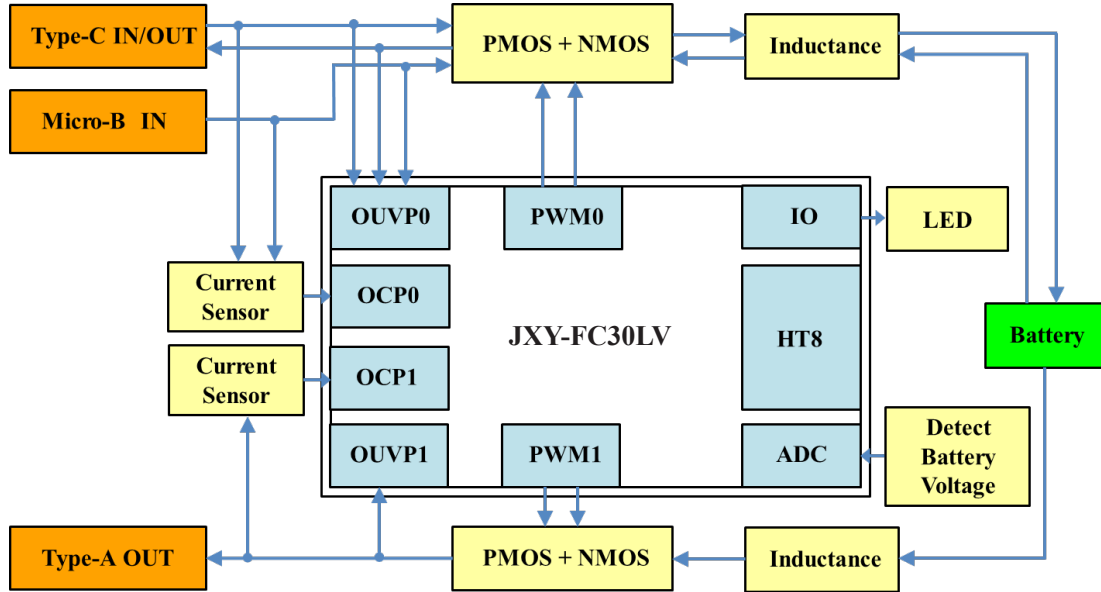 Type-C IN/OUT
PMOS + NMOS
Inductance
Micro-B IN
OUVP0
PWM0
IO
LED
Current
Sensor
OCP0
JXY-FC30LV
HT8
Battery
Current
Sensor
OCP1
OUVP1
PWM1
ADC
Detect
Battery
Voltage
Type-A OUT
PMOS + NMOS
Inductance